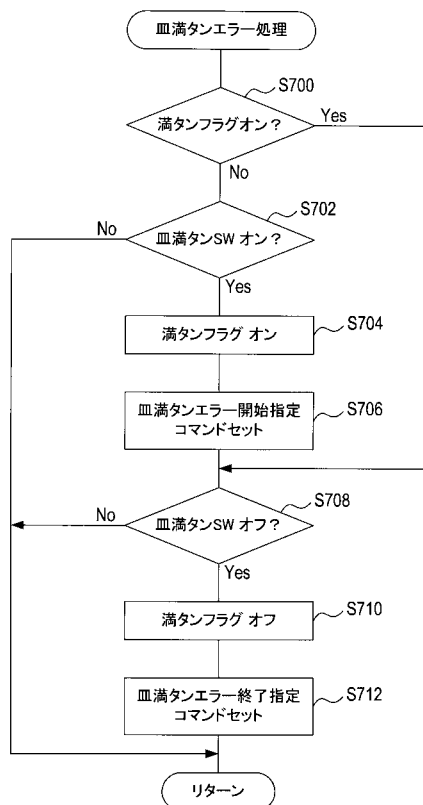 皿満タンエラー処理
S700
満タンフラグオン？
Yes
No
S702
No
皿満タンSW オン？
Yes
満タンフラグ オン
S704
皿満タンエラー開始指定
コマンドセット
S706
S708
No
皿満タンSW オフ？
Yes
満タンフラグ オフ
S710
皿満タンエラー終了指定
コマンドセット
S712
リターン